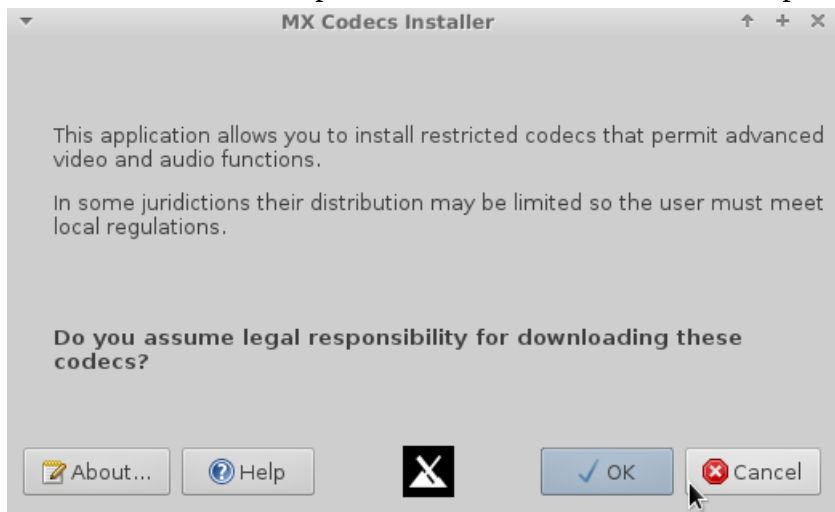 MX Codecs Installer
This application allows you to install restricted codecs that permit advanced
video and audio functions.
In some juridictions their distribution may be limited so the user must meet
local regulations.
Do you assume legal responsibility for downloading these
codecs?
About... Help OK Cancel